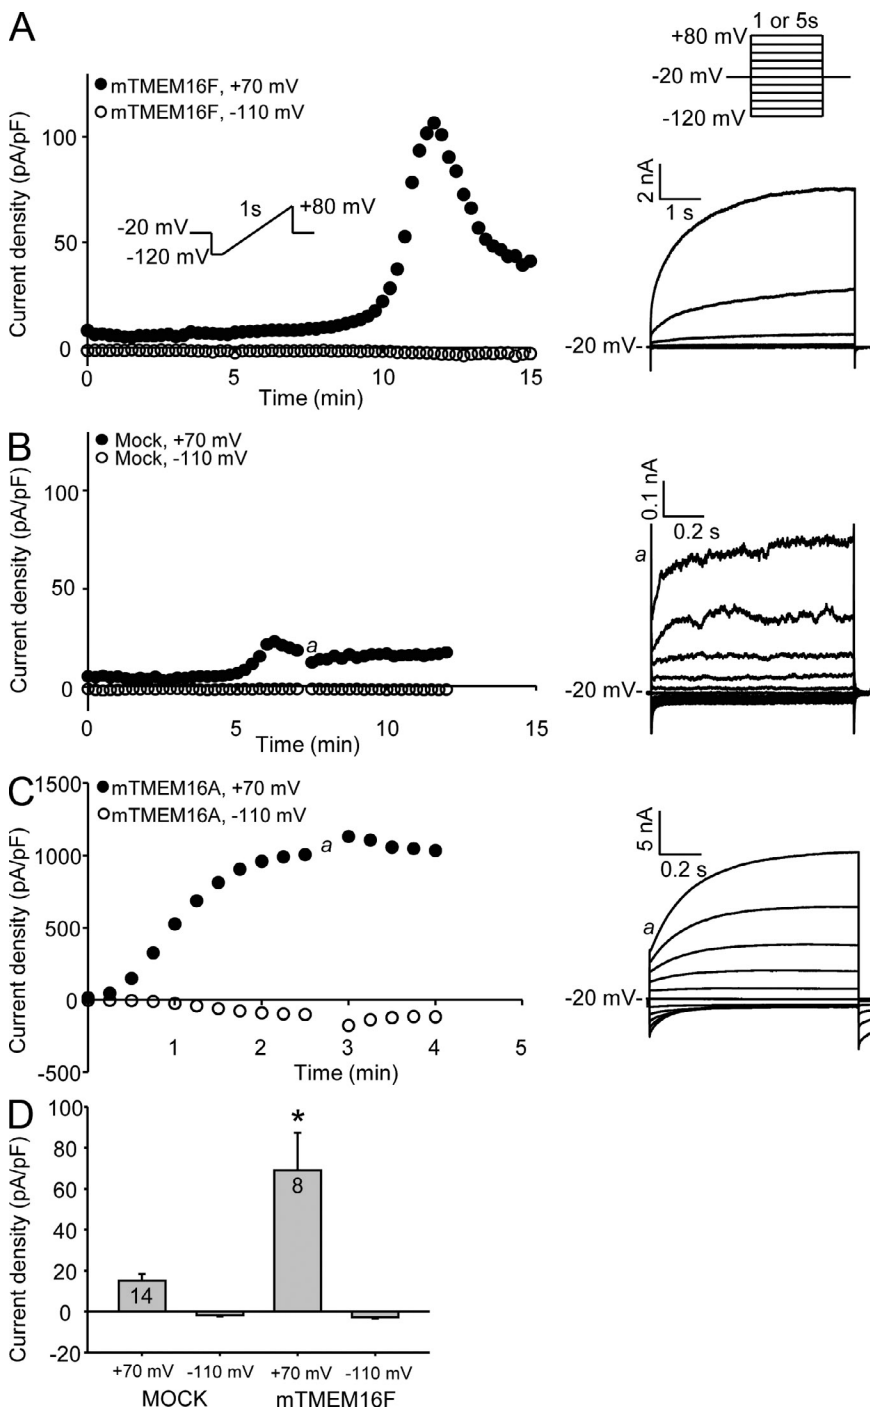 A
mTMEM16F, +70 mV
mTMEM16F, -110 mV
Current density (pA/pF)
100
50
0
-20 mV
-120 mV
1s
+80 mV
0
5
10
15
Time (min)
1 or 5s
+80 mV
-20 mV
-120 mV
2 nA
1 s
-20 mV-
B
Mock, +70 mV
Mock, -110 mV
Current density (pA/pF)
100
50
0
a
0
5
10
15
Time (min)
0.1 nA
0.2 s
a
-20 mV-
C
mTMEM16A, +70 mV
mTMEM16A, -110 mV
Current density (pA/pF)
1500
1000
500
0
-500
a
1
2
3
4
5
Time (min)
5 nA
0.2 s
a
-20 mV-
D
Current density (pA/pF)
100
80
60
40
20
0
-20
14
*
8
+70 mV -110 mV +70 mV -110 mV
MOCK mTMEM16F